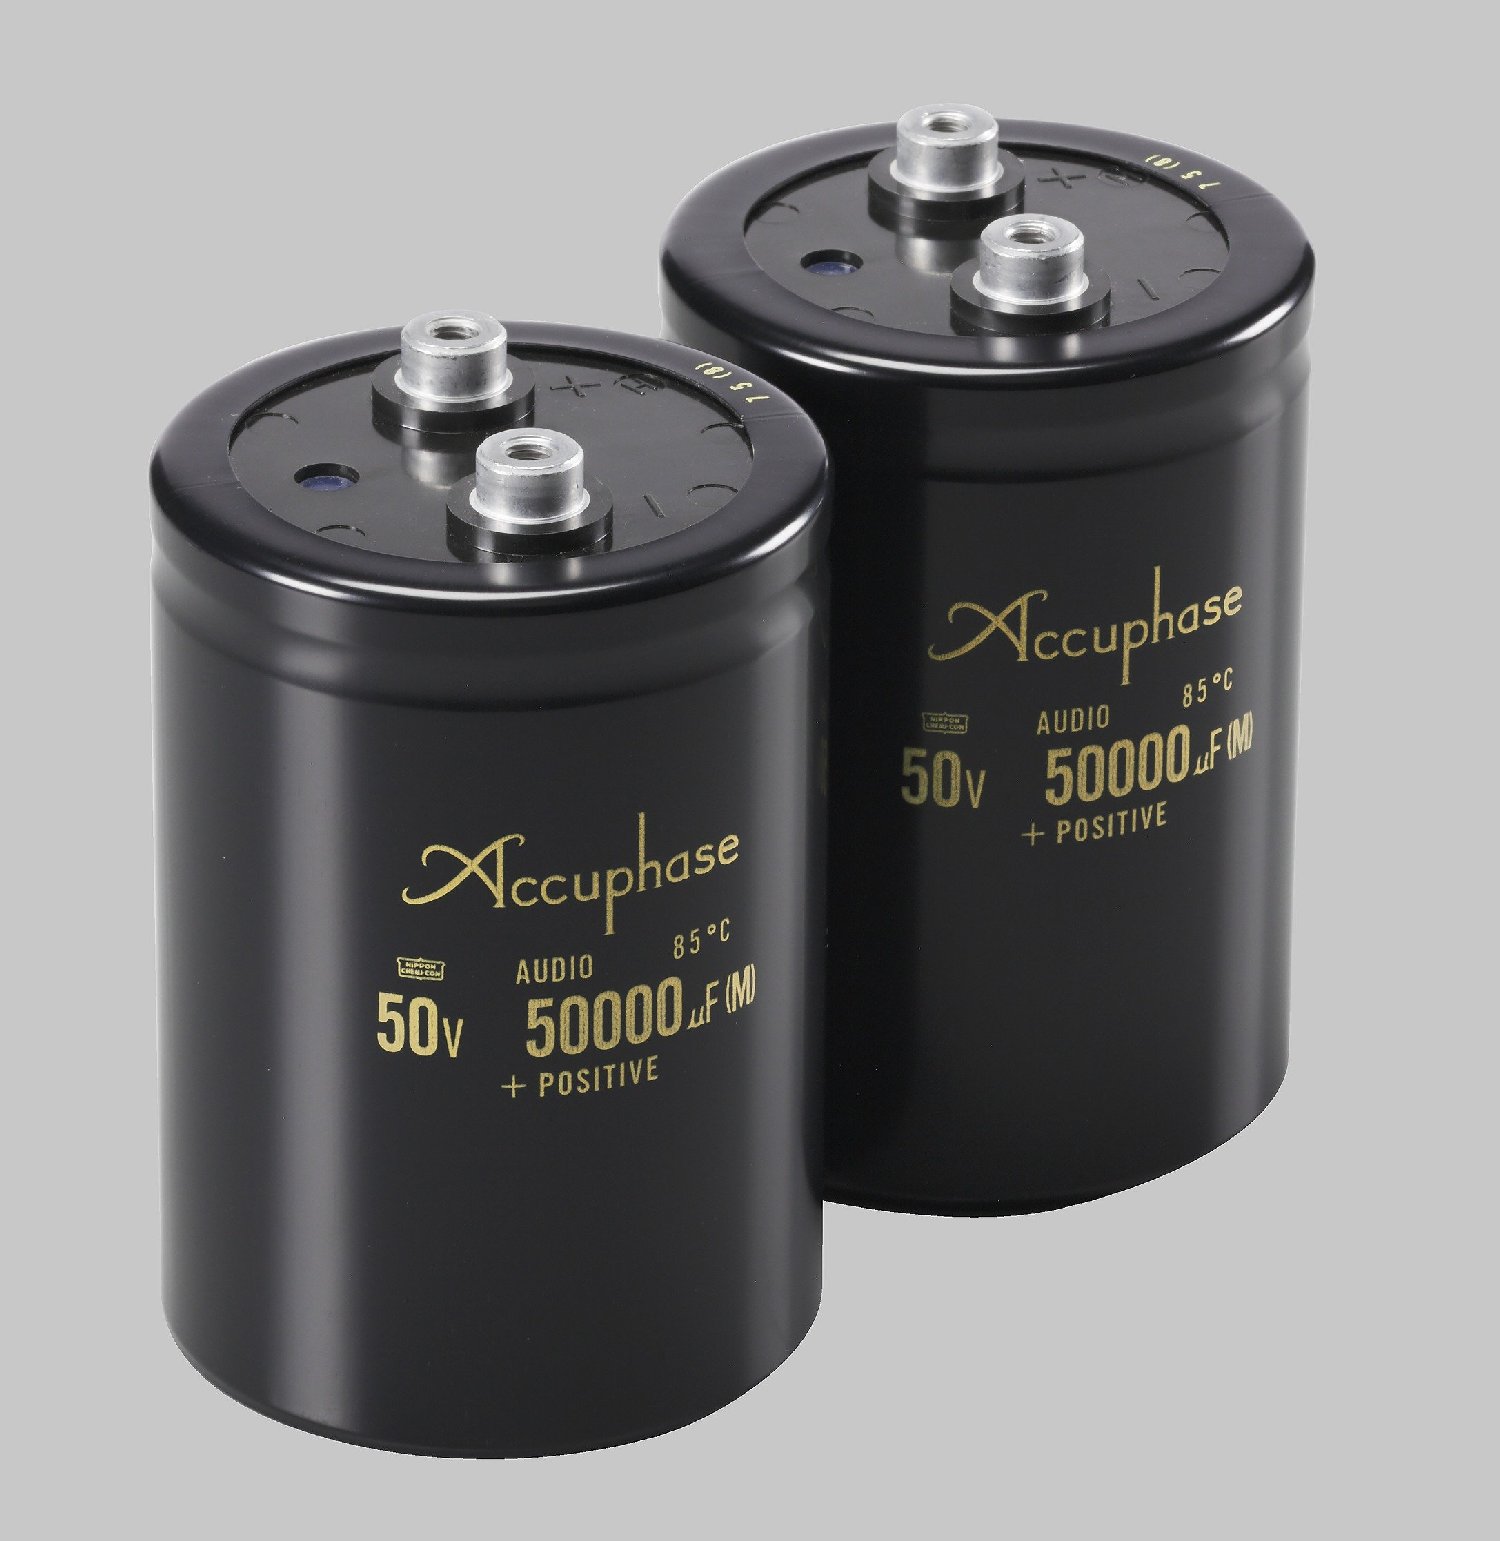 Accuphase
85°C
NIPPON
CHEMI-CON
AUDIO
50V
50000µF(M)
+ POSITIVE
Accuphase
85°C
NIPPON
CHEMI-CON
AUDIO
50V
50000µF(M)
+ POSITIVE